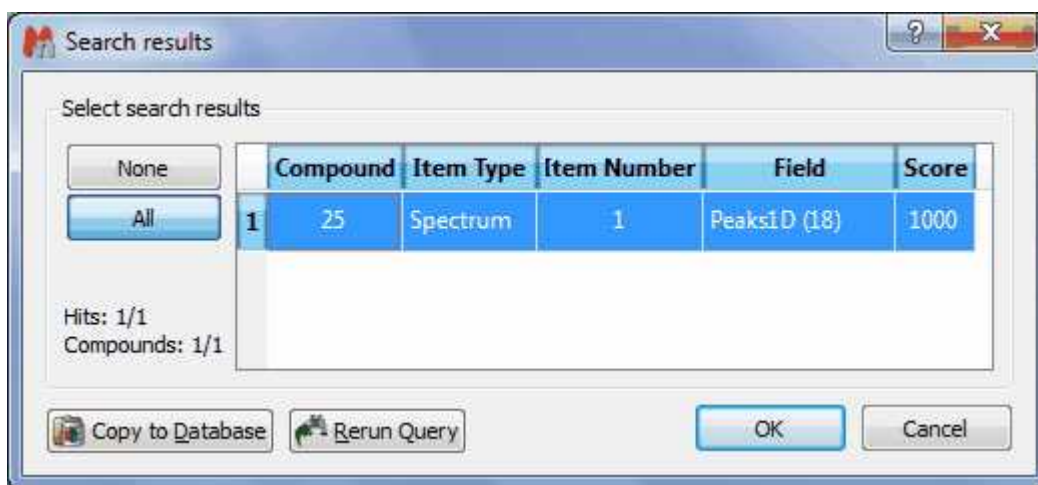 Search results
Select search results
None
All
Compound Item Type Item Number Field Score
1 25 Spectrum 1 Peaks1D (18) 1000
Hits: 1/1
Compounds: 1/1
Copy to Database Rerun Query OK Cancel